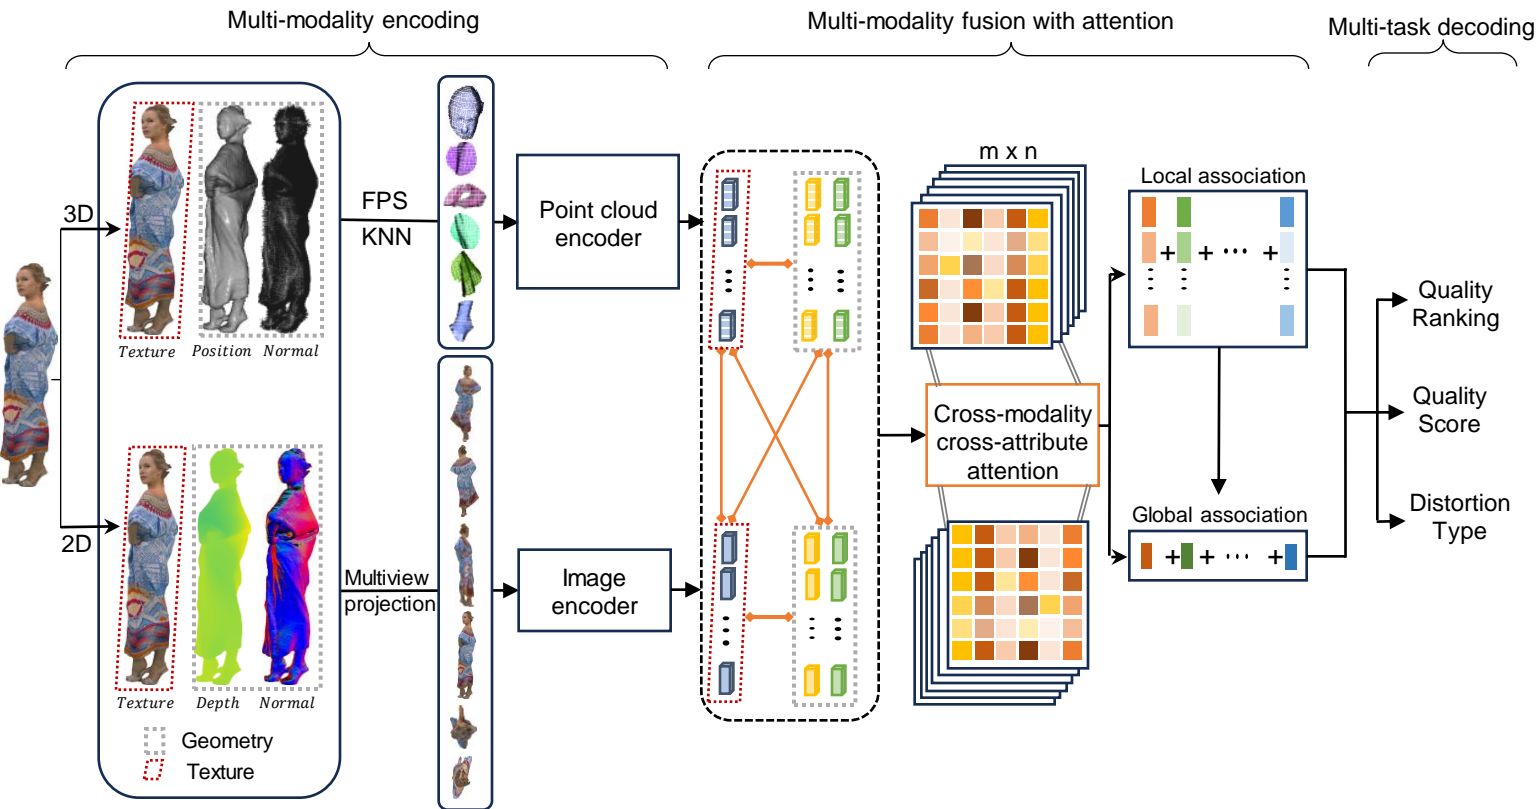 Multi-modality encoding
Multi-modality fusion with attention
Multi-task decoding
3D
Texture
Position
Normal
FPS
KNN
Point cloud
encoder
m x n
Local association
+ + ... +
Cross-modality
cross-attribute
attention
Quality
Ranking
Quality
Score
Distortion
Type
Global association
+ + ... +
2D
Texture
Depth
Normal
Multiview
projection
Image
encoder
Geometry
Texture